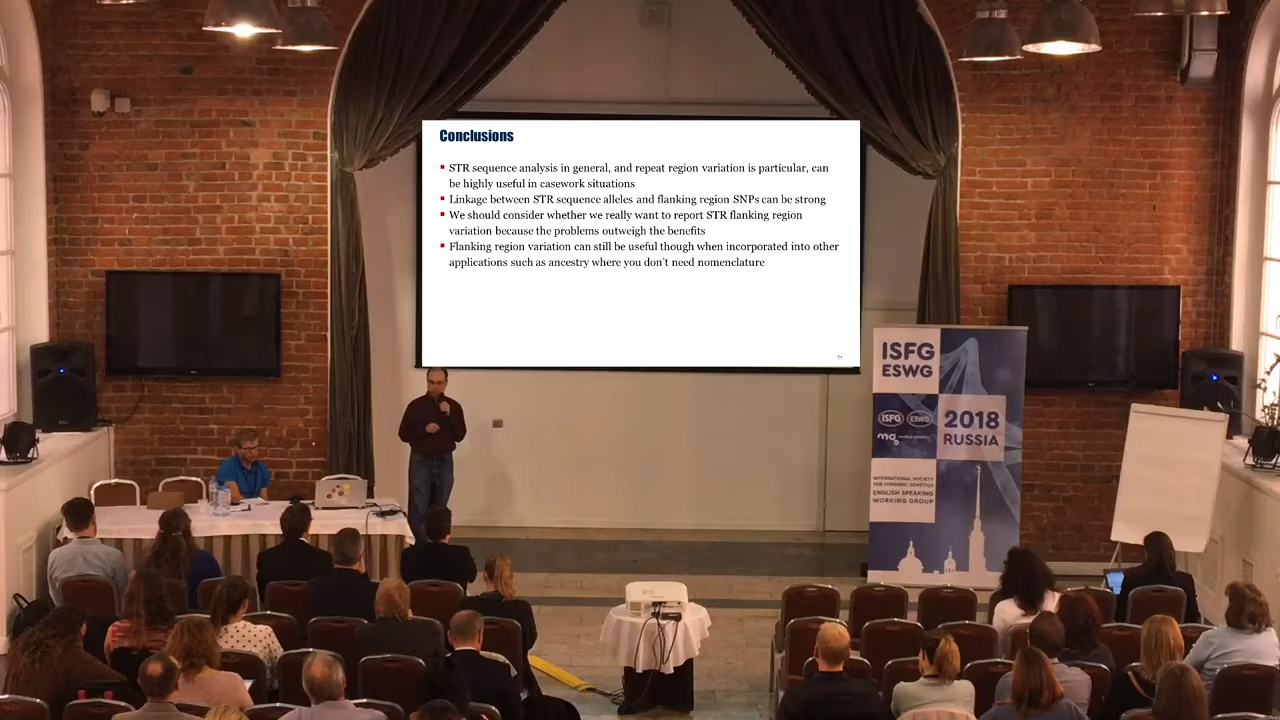 Conclusions
STR sequence analysis in general, and repeat region variation is particular, can
be highly useful in casework situations
Linkage between STR sequence alleles and flanking region SNPs can be strong
We should consider whether we really want to report STR flanking region
variation because the problems outweigh the benefits
Flanking region variation can still be useful though when incorporated into other
applications such as ancestry where you don't need nomenclature
ISFG
ESWG
ISFG ESWG
2018
RUSSIA
INTERNATIONAL SOCIETY
FOR FORENSIC GENETICS
ENGLISH SPEAKING
WORKING GROUP